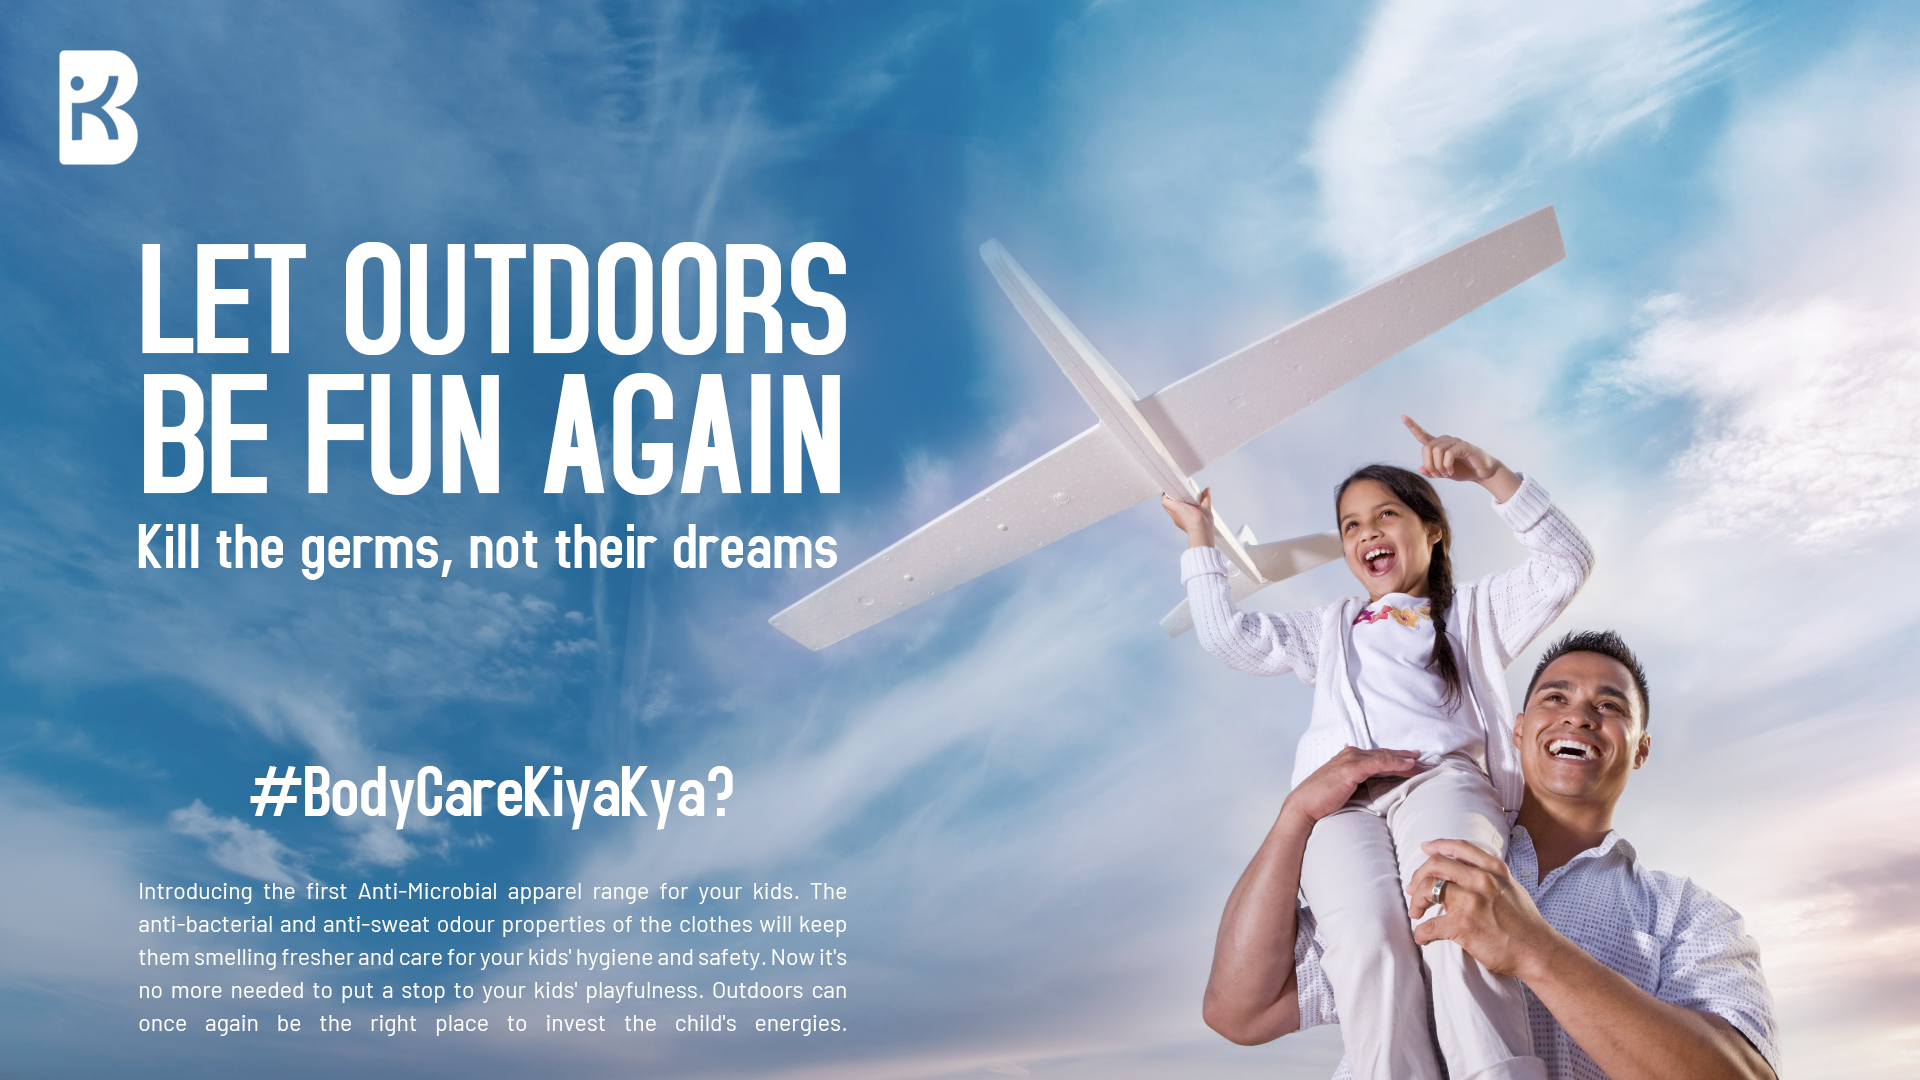 BK
LET OUTDOORS
BE FUN AGAIN
Kill the germs, not their dreams
#BodyCareKiyaKya?
Introducing the first Anti-Microbial apparel range for your kids. The
anti-bacterial and anti-sweat odour properties of the clothes will keep
them smelling fresher and care for your kids' hygiene and safety. Now it's
no more needed to put a stop to your kids' playfulness. Outdoors can
once again be the right place to invest the child's energies.